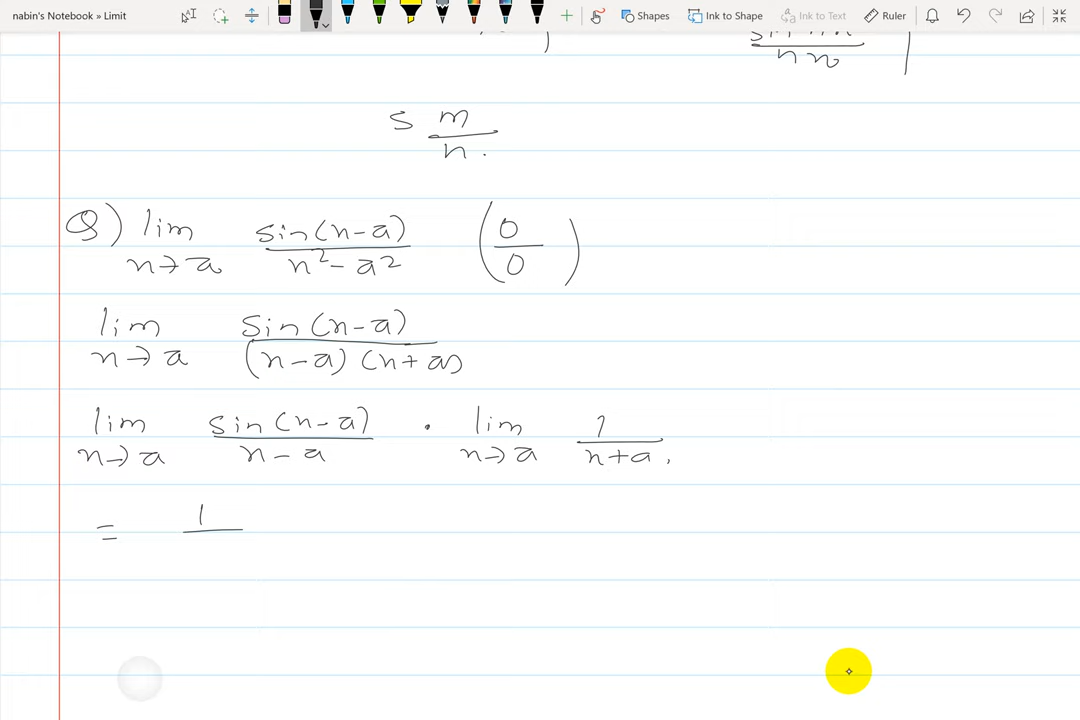 nabin's Notebook » Limit Shapes Ink to Shape Ink to Text Ruler
n
s m/n.
Q) lim n→a sin(n-a)/n²-a² (0/0)
lim n→a sin(n-a)/(n-a)(n+a)
lim n→a sin(n-a)/n-a · lim n→a 1/n+a.
= 1